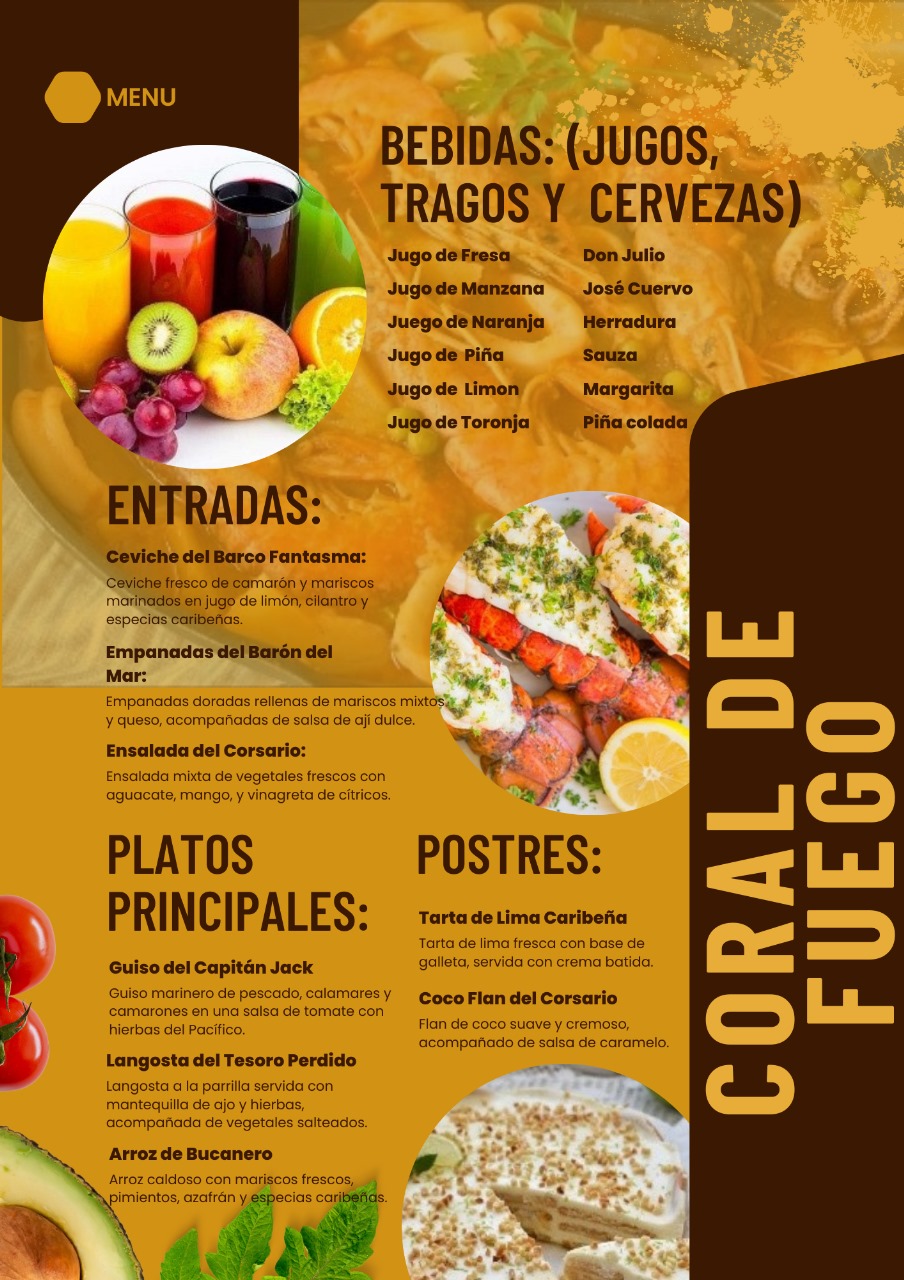 MENU
BEBIDAS: (JUGOS,
TRAGOS Y CERVEZAS)
Jugo de Fresa
Jugo de Manzana
Juego de Naranja
Jugo de Piña
Jugo de Limon
Jugo de Toronja
Don Julio
José Cuervo
Herradura
Sauza
Margarita
Piña colada
ENTRADAS:
Ceviche del Barco Fantasma:
Ceviche fresco de camarón y mariscos
marinados en jugo de limón, cilantro y
especias caribeñas.
Empanadas del Barón del
Mar:
Empanadas doradas rellenas de mariscos mixtos
y queso, acompañadas de salsa de ají dulce.
Ensalada del Corsario:
Ensalada mixta de vegetales frescos con
aguacate, mango, y vinagreta de cítricos.
PLATOS
PRINCIPALES:
Guiso del Capitán Jack
Guiso marinero de pescado, calamares y
camarones en una salsa de tomate con
hierbas del Pacífico.
Langosta del Tesoro Perdido
Langosta a la parrilla servida con
mantequilla de ajo y hierbas,
acompañada de vegetales salteados.
Arroz de Bucanero
Arroz caldoso con mariscos frescos,
pimientos, azafrán y especias caribeñas.
POSTRES:
Tarta de Lima Caribeña
Tarta de lima fresca con base de
galleta, servida con crema batida.
Coco Flan del Corsario
Flan de coco suave y cremoso,
acompañado de salsa de caramelo.
CORAL DE
FUEGO